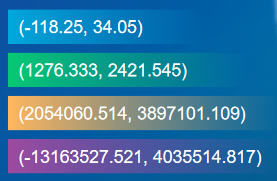 (-118.25, 34.05)
(1276.333, 2421.545)
(2054060.514, 3897101.109)
(-13163527.521, 4035514.817)